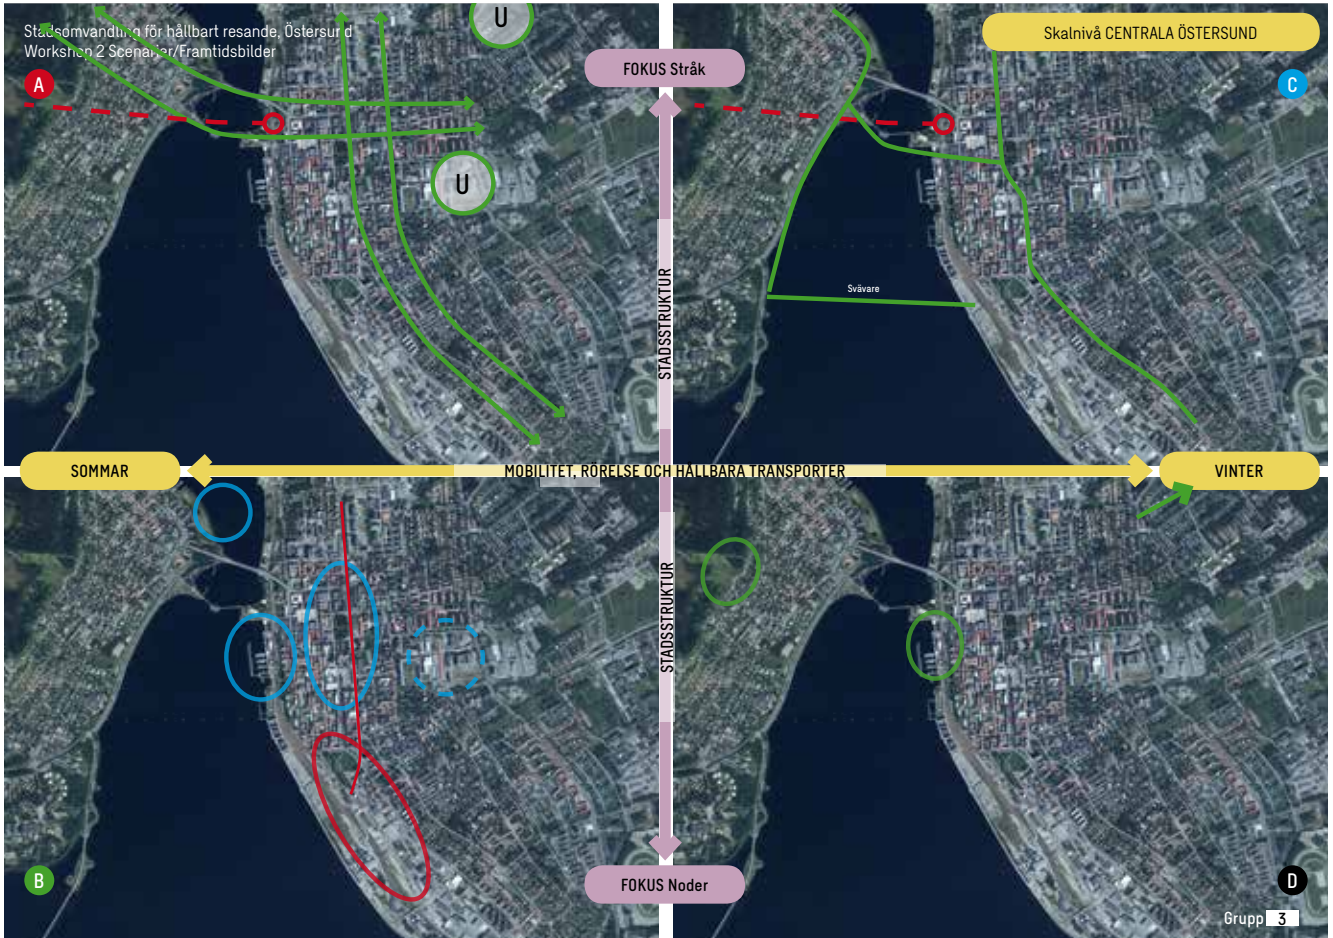 Stadsomvandling för hållbart resande, Östersund
Workshop 2 Scenarier/Framtidsbilder
A
U
U
FOKUS Stråk
Skalnivå CENTRALA ÖSTERSUND
C
Svävare
STADSSTRUKTUR
SOMMAR
MOBILITET, RÖRELSE OCH HÅLLBARA TRANSPORTER
VINTER
STADSSTRUKTUR
B
FOKUS Noder
D
Grupp 3